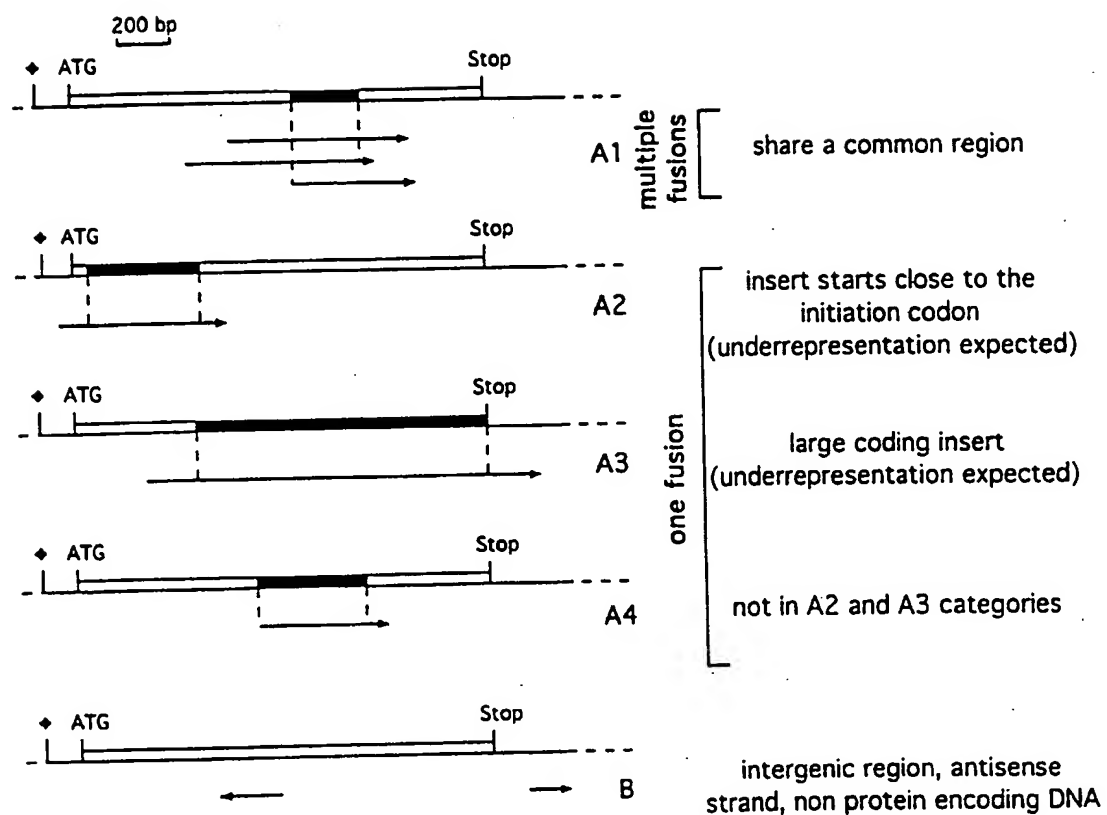 200 bp
ATG
Stop
A1
multiple
fusions
share a common region
ATG
Stop
A2
insert starts close to the
initiation codon
(underrepresentation expected)
ATG
Stop
A3
one fusion
large coding insert
(underrepresentation expected)
ATG
Stop
A4
not in A2 and A3 categories
ATG
Stop
B
intergenic region, antisense
strand, non protein encoding DNA